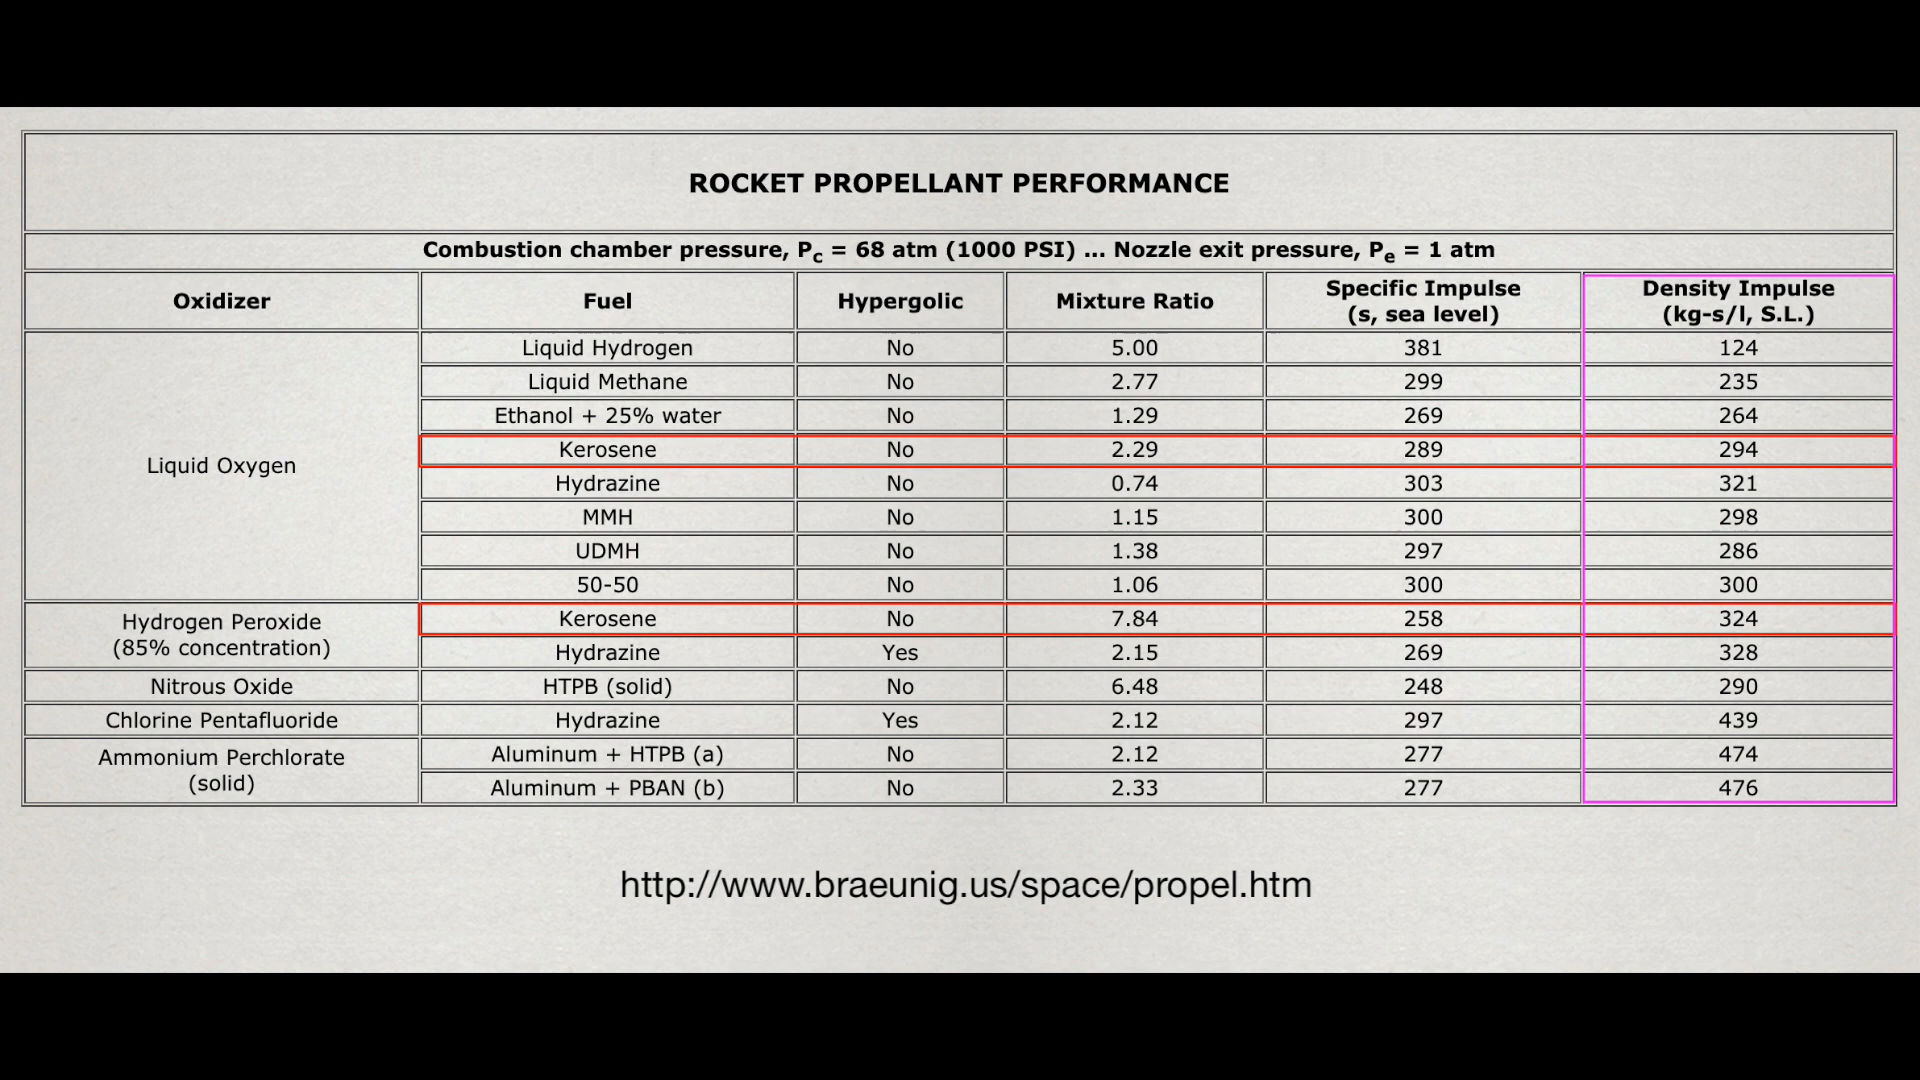 ROCKET PROPELLANT PERFORMANCE
Combustion chamber pressure, Pc = 68 atm (1000 PSI) ... Nozzle exit pressure, Pe = 1 atm
Oxidizer Fuel Hypergolic Mixture Ratio Specific Impulse (s, sea level) Density Impulse (kg-s/l, S.L.)
Liquid Oxygen Liquid Hydrogen No 5.00 381 124
Liquid Methane No 2.77 299 235
Ethanol + 25% water No 1.29 269 264
Kerosene No 2.29 289 294
Hydrazine No 0.74 303 321
MMH No 1.15 300 298
UDMH No 1.38 297 286
50-50 No 1.06 300 300
Hydrogen Peroxide (85% concentration) Kerosene No 7.84 258 324
Hydrazine Yes 2.15 269 328
Nitrous Oxide HTPB (solid) No 6.48 248 290
Chlorine Pentafluoride Hydrazine Yes 2.12 297 439
Ammonium Perchlorate (solid) Aluminum + HTPB (a) No 2.12 277 474
Aluminum + PBAN (b) No 2.33 277 476
http://www.braeunig.us/space/propel.htm